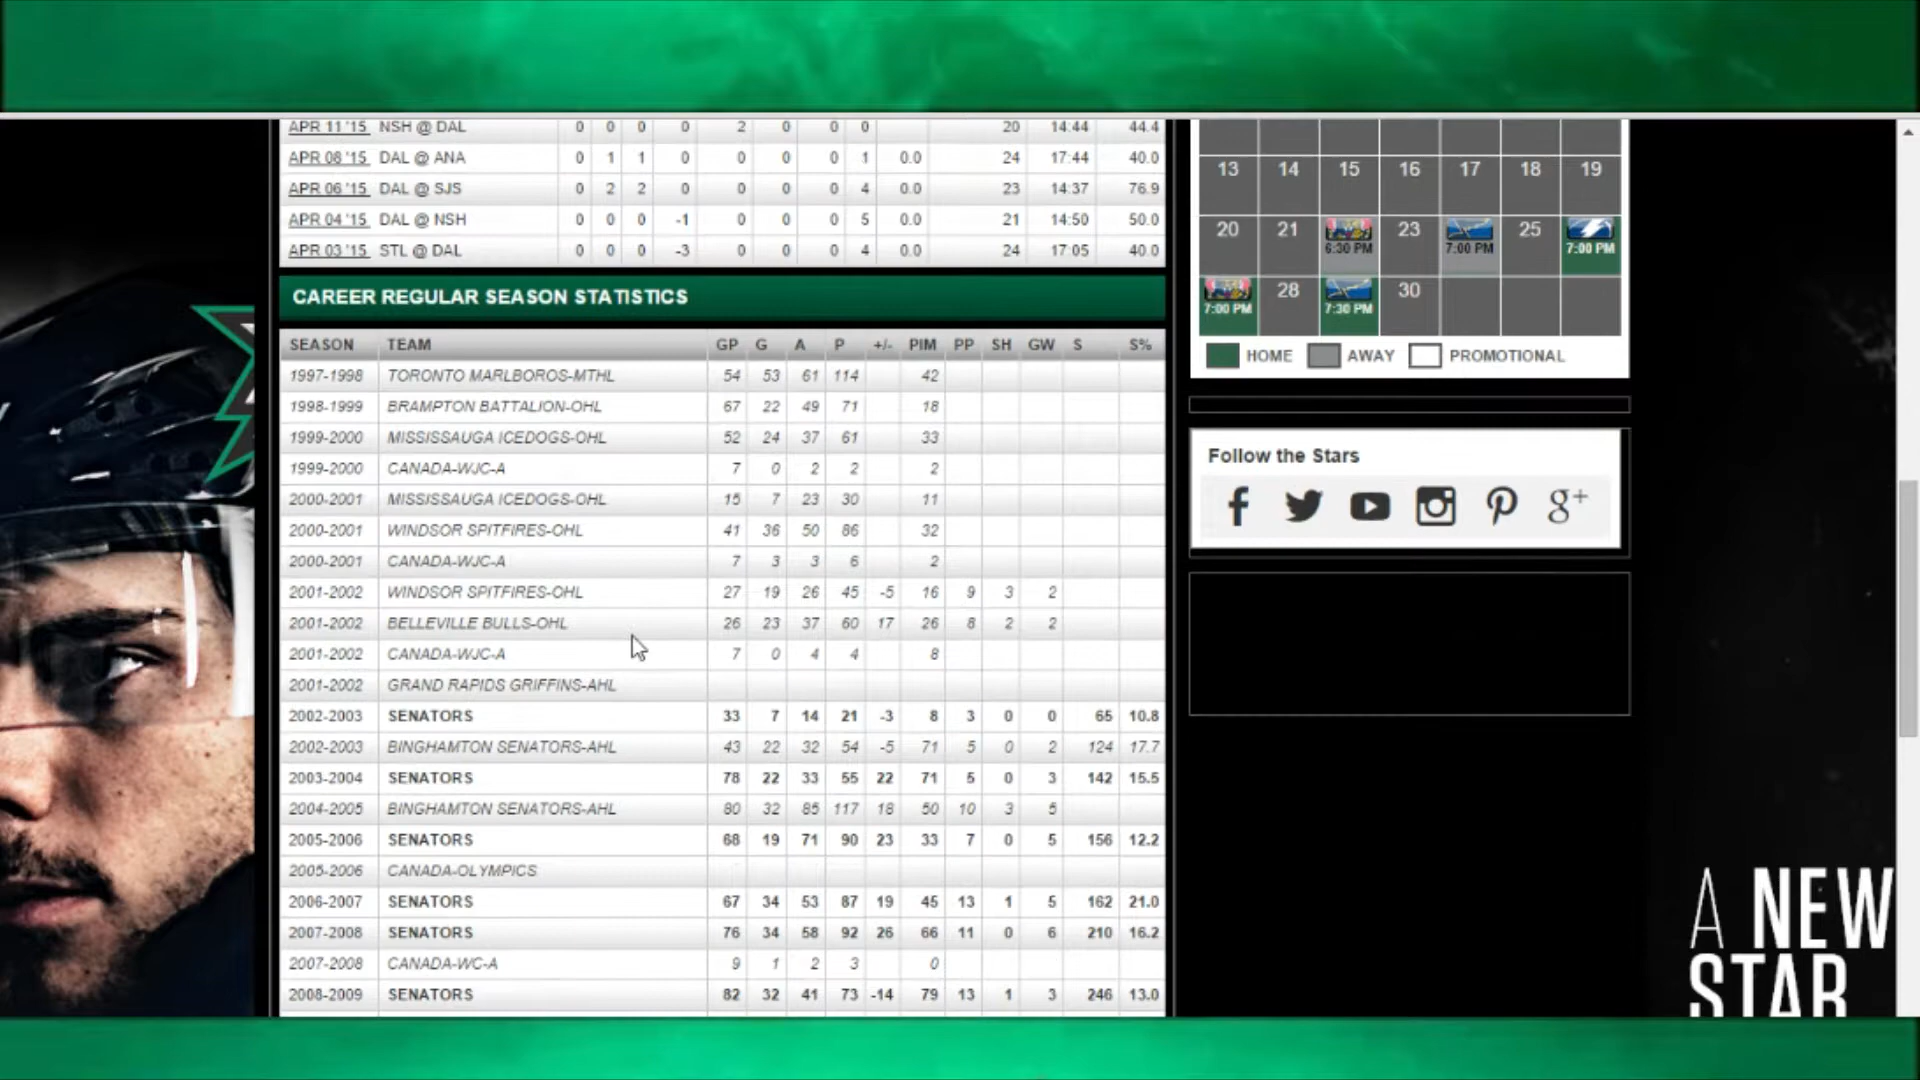 APR 11 '15 NSH @ DAL 0 0 0 0 2 0 0 0 20 14:44 44.4
APR 08 '15 DAL @ ANA 0 1 1 0 0 0 0 1 0.0 24 17:44 40.0
APR 06 '15 DAL @ SJS 0 2 2 0 0 0 0 4 0.0 23 14:37 76.9
APR 04 '15 DAL @ NSH 0 0 0 -1 0 0 0 5 0.0 21 14:50 50.0
APR 03 '15 STL @ DAL 0 0 0 -3 0 0 0 4 0.0 24 17:05 40.0
CAREER REGULAR SEASON STATISTICS
SEASON TEAM GP G A P +/- PIM PP SH GW S S%
1997-1998 TORONTO MARLBOROS-MTHL 54 53 61 114 42
1998-1999 BRAMPTON BATTALION-OHL 67 22 49 71 18
1999-2000 MISSISSAUGA ICEDOGS-OHL 52 24 37 61 33
1999-2000 CANADA-WJC-A 7 0 2 2 2
2000-2001 MISSISSAUGA ICEDOGS-OHL 15 7 23 30 11
2000-2001 WINDSOR SPITFIRES-OHL 41 36 50 86 32
2000-2001 CANADA-WJC-A 7 3 3 6 2
2001-2002 WINDSOR SPITFIRES-OHL 27 19 26 45 -5 16 9 3 2
2001-2002 BELLEVILLE BULLS-OHL 26 23 37 60 17 26 8 2 2
2001-2002 CANADA-WJC-A 7 0 4 4 8
2001-2002 GRAND RAPIDS GRIFFINS-AHL
2002-2003 SENATORS 33 7 14 21 -3 8 3 0 0 65 10.8
2002-2003 BINGHAMTON SENATORS-AHL 43 22 32 54 -5 71 5 0 2 124 17.7
2003-2004 SENATORS 78 22 33 55 22 71 5 0 3 142 15.5
2004-2005 BINGHAMTON SENATORS-AHL 80 32 85 117 18 50 10 3 5
2005-2006 SENATORS 68 19 71 90 23 33 7 0 5 156 12.2
2005-2006 CANADA-OLYMPICS
2006-2007 SENATORS 67 34 53 87 19 45 13 1 5 162 21.0
2007-2008 SENATORS 76 34 58 92 26 66 11 0 6 210 16.2
2007-2008 CANADA-WC-A 9 1 2 3 0
2008-2009 SENATORS 82 32 41 73 -14 79 13 1 3 246 13.0
13 14 15 16 17 18 19
20 21 6:30 PM 23 7:00 PM 25 7:00 PM
7:00 PM 28 7:30 PM 30
HOME AWAY PROMOTIONAL
Follow the Stars
g+
A NEW
STAR